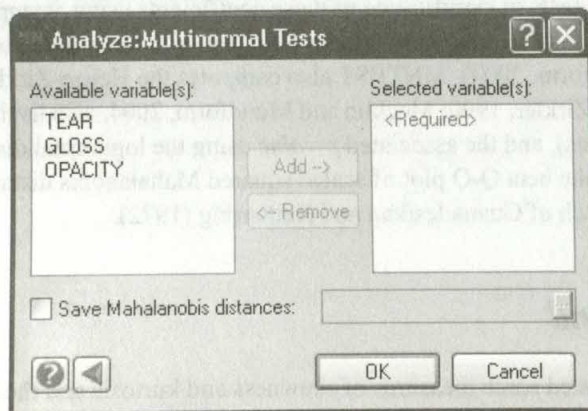 Analyze:Multinormal Tests
Available variable(s):
Selected variable(s):
TEAR
GLOSS
OPACITY
<Required>
Add -->
<-- Remove
Save Mahalanobis distances:
OK
Cancel